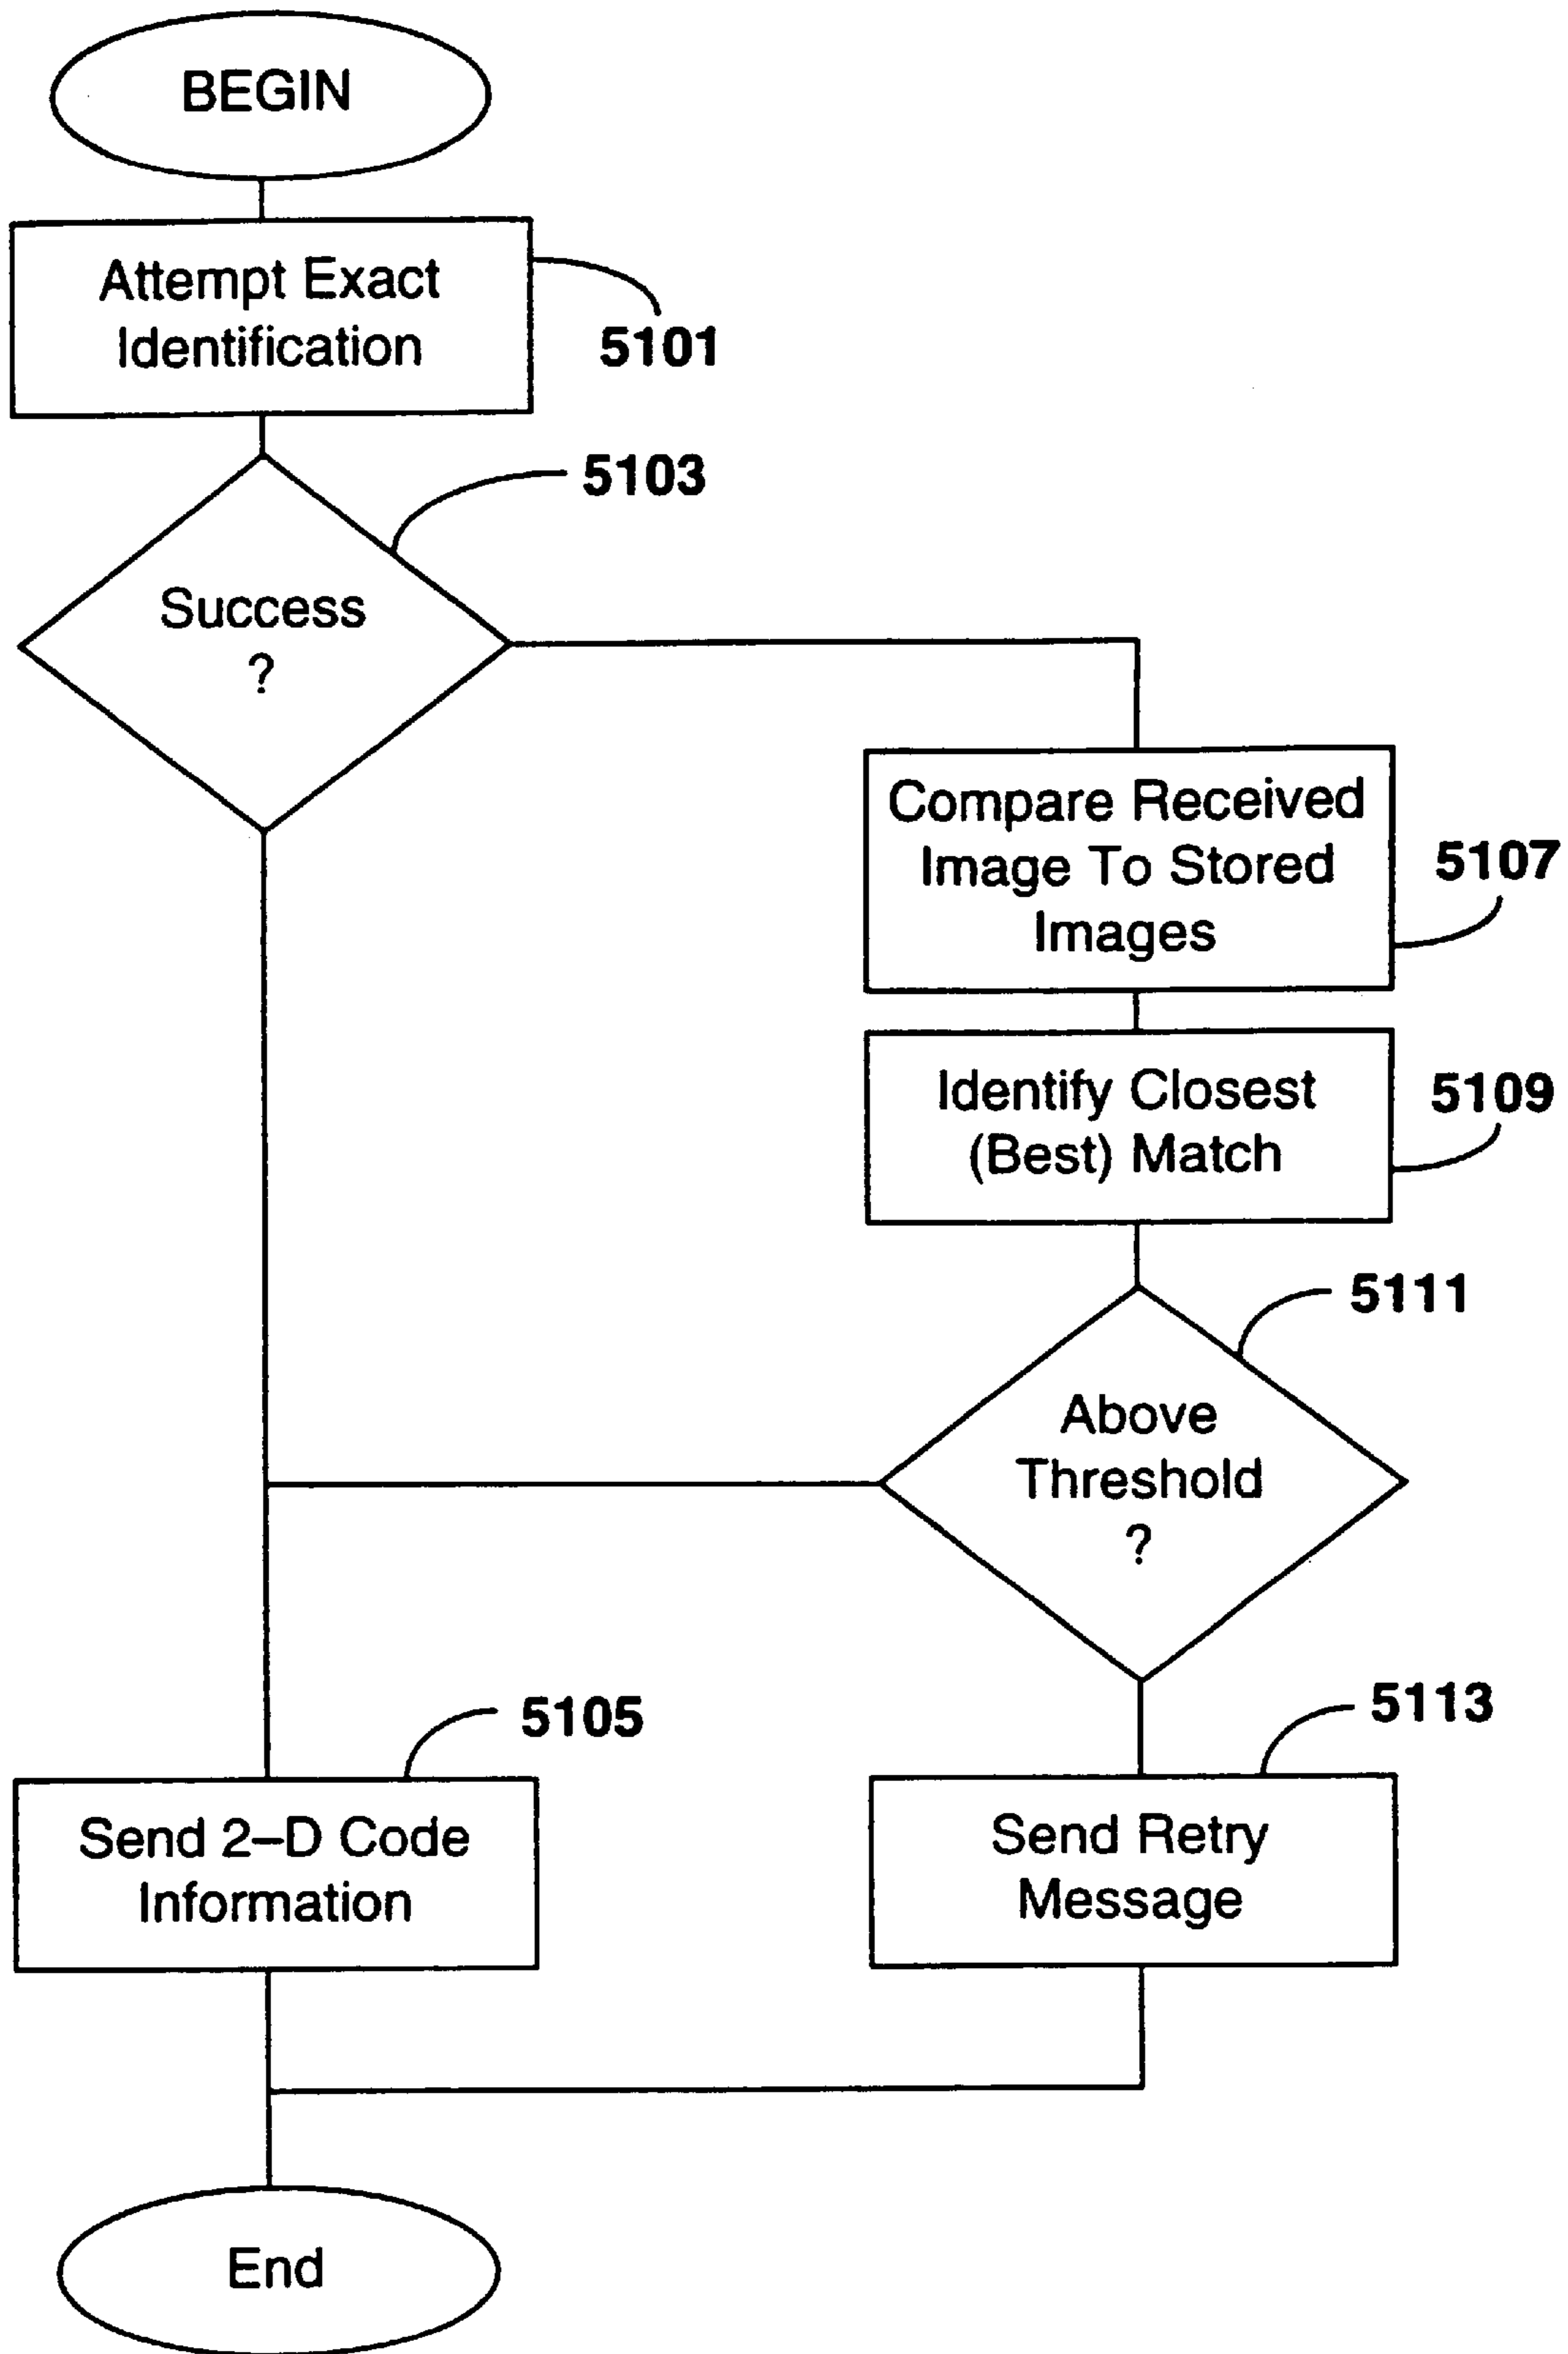 BEGIN
Attempt Exact
Identification
5101
5103
Success
?
Compare Received
Image To Stored
Images
5107
Identify Closest
(Best) Match
5109
5111
Above
Threshold
?
5105
Send 2-D Code
Information
5113
Send Retry
Message
End